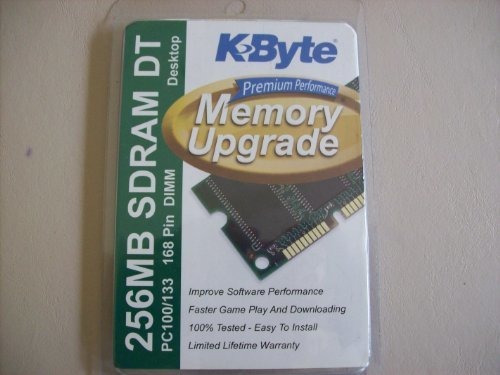 K Byte®
Premium Performance
Memory
Upgrade
256MB SDRAM DT
Desktop
PC100/133 168 Pin DIMM
Improve Software Performance
Faster Game Play And Downloading
100% Tested - Easy To Install
Limited Lifetime Warranty